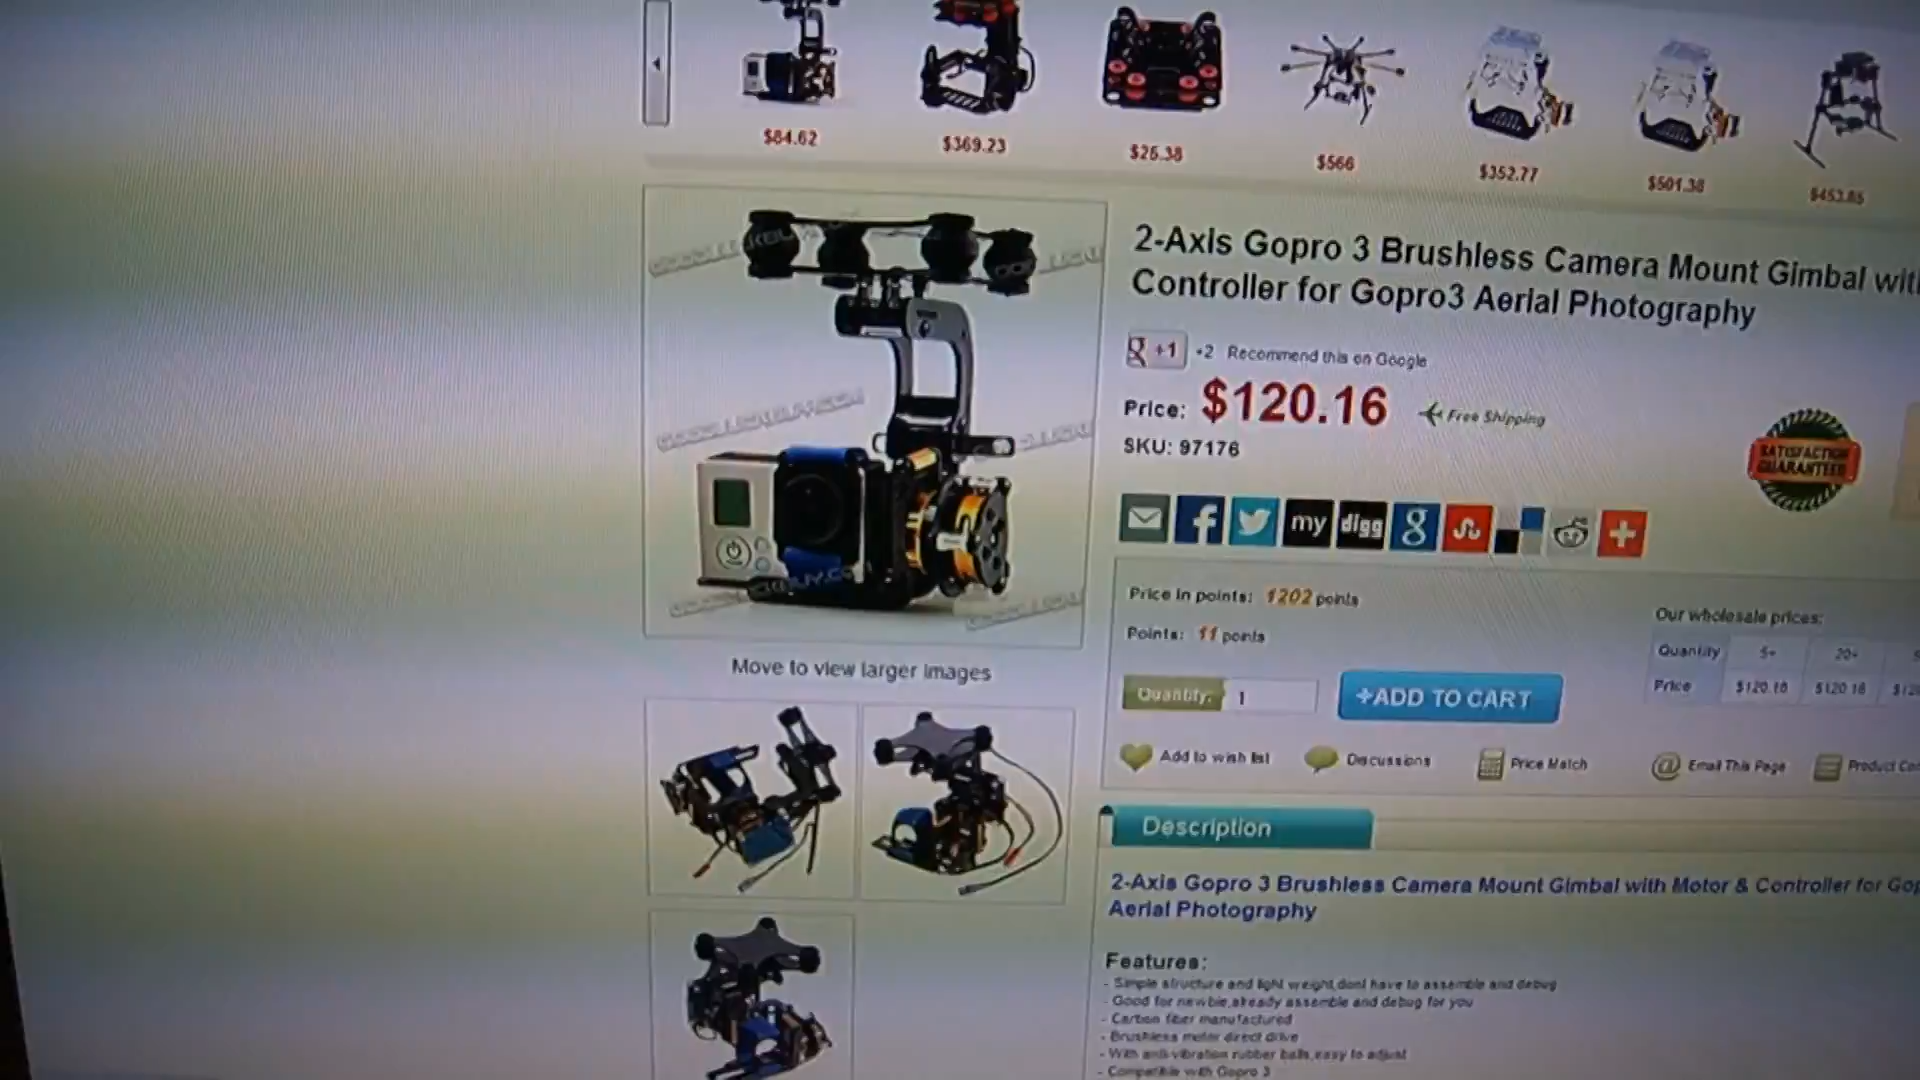 $84.62 $369.23 $26.38 $566 $352.77 $501.38 $453.85
2-Axis Gopro 3 Brushless Camera Mount Gimbal
Controller for Gopro3 Aerial Photography
+1 +2 Recommend this on Google
Price: $120.16 Free Shipping
SKU: 97176
SATISFACTION
GUARANTEED
my digg
Price in points: 1202 points
Points: 11 points
Our wholesale prices:
Quantity 5+ 20+
Price $120.16 $120.16
Quantity: 1
+ADD TO CART
Move to view larger images
Add to wish list Discussions Price Match Email This Page Product
Description
2-Axis Gopro 3 Brushless Camera Mount Gimbal with Motor & Controller for
Aerial Photography
Features:
- Simple structure and light weight,dont have to assemble and debug
- Good for newbie,already assemble and debug for you
- Carbon fiber manufactured
- Brushless motor direct drive
- With anti-vibration rubber balls,easy to adjust
- Compatible with Gopro 3